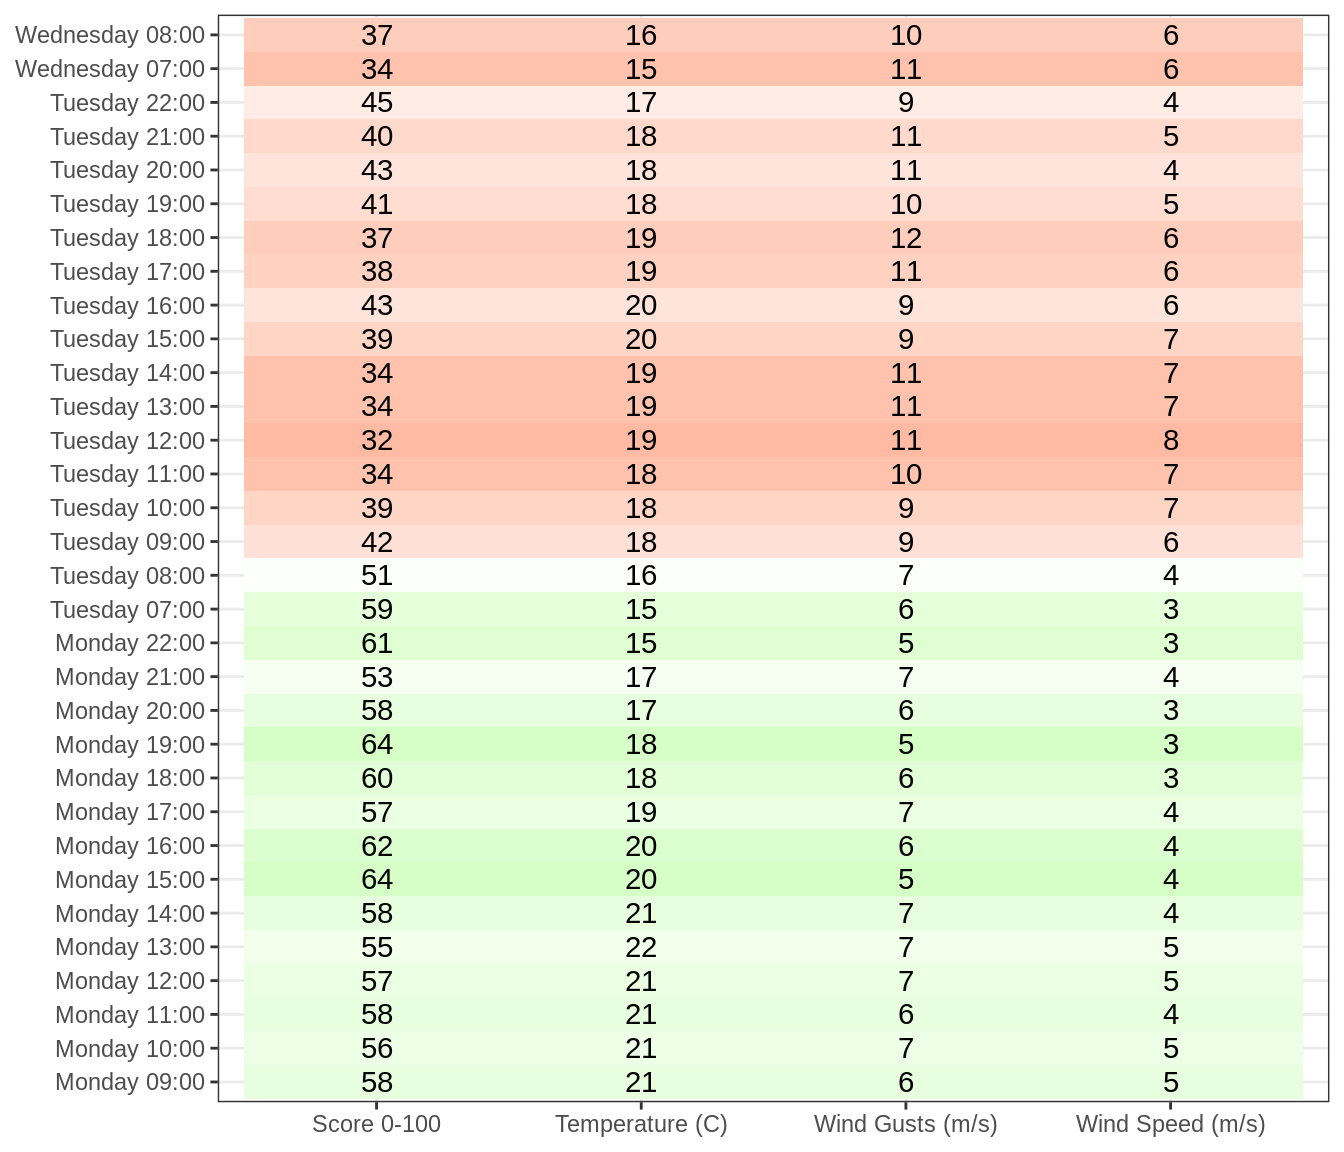 Wednesday 08:00 37 16 10 6
Wednesday 07:00 34 15 11 6
Tuesday 22:00 45 17 9 4
Tuesday 21:00 40 18 11 5
Tuesday 20:00 43 18 11 4
Tuesday 19:00 41 18 10 5
Tuesday 18:00 37 19 12 6
Tuesday 17:00 38 19 11 6
Tuesday 16:00 43 20 9 6
Tuesday 15:00 39 20 9 7
Tuesday 14:00 34 19 11 7
Tuesday 13:00 34 19 11 7
Tuesday 12:00 32 19 11 8
Tuesday 11:00 34 18 10 7
Tuesday 10:00 39 18 9 7
Tuesday 09:00 42 18 9 6
Tuesday 08:00 51 16 7 4
Tuesday 07:00 59 15 6 3
Monday 22:00 61 15 5 3
Monday 21:00 53 17 7 4
Monday 20:00 58 17 6 3
Monday 19:00 64 18 5 3
Monday 18:00 60 18 6 3
Monday 17:00 57 19 7 4
Monday 16:00 62 20 6 4
Monday 15:00 64 20 5 4
Monday 14:00 58 21 7 4
Monday 13:00 55 22 7 5
Monday 12:00 57 21 7 5
Monday 11:00 58 21 6 4
Monday 10:00 56 21 7 5
Monday 09:00 58 21 6 5
Score 0-100 Temperature (C) Wind Gusts (m/s) Wind Speed (m/s)